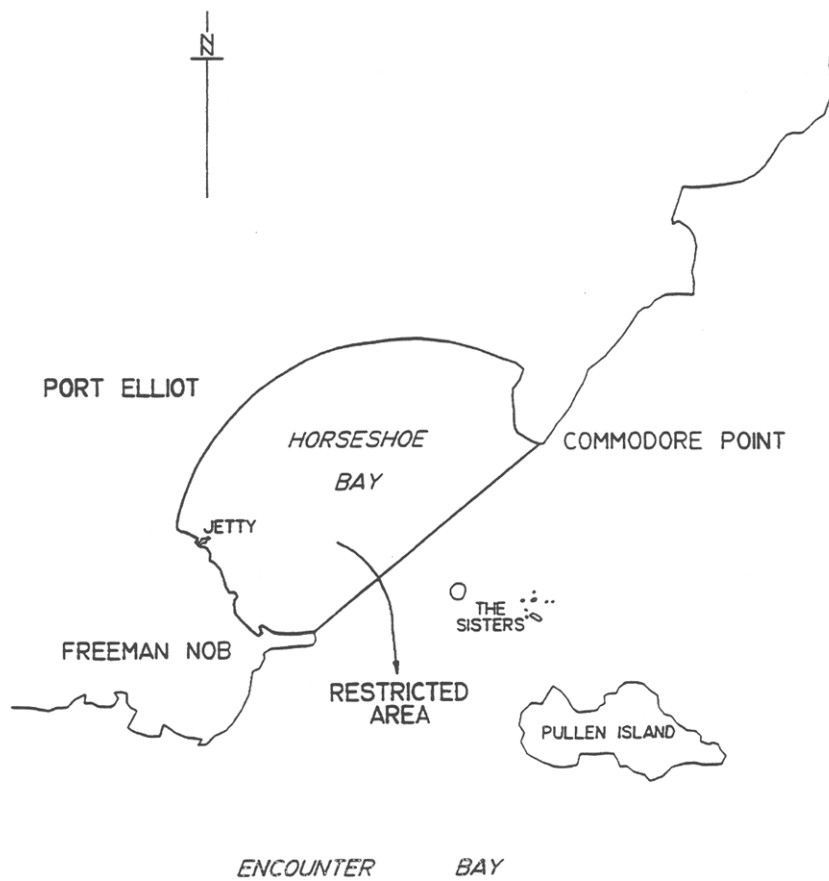 N
PORT ELLIOT
HORSESHOE
BAY
COMMODORE POINT
JETTY
THE
SISTERS
FREEMAN NOB
RESTRICTED
AREA
PULLEN ISLAND
ENCOUNTER BAY